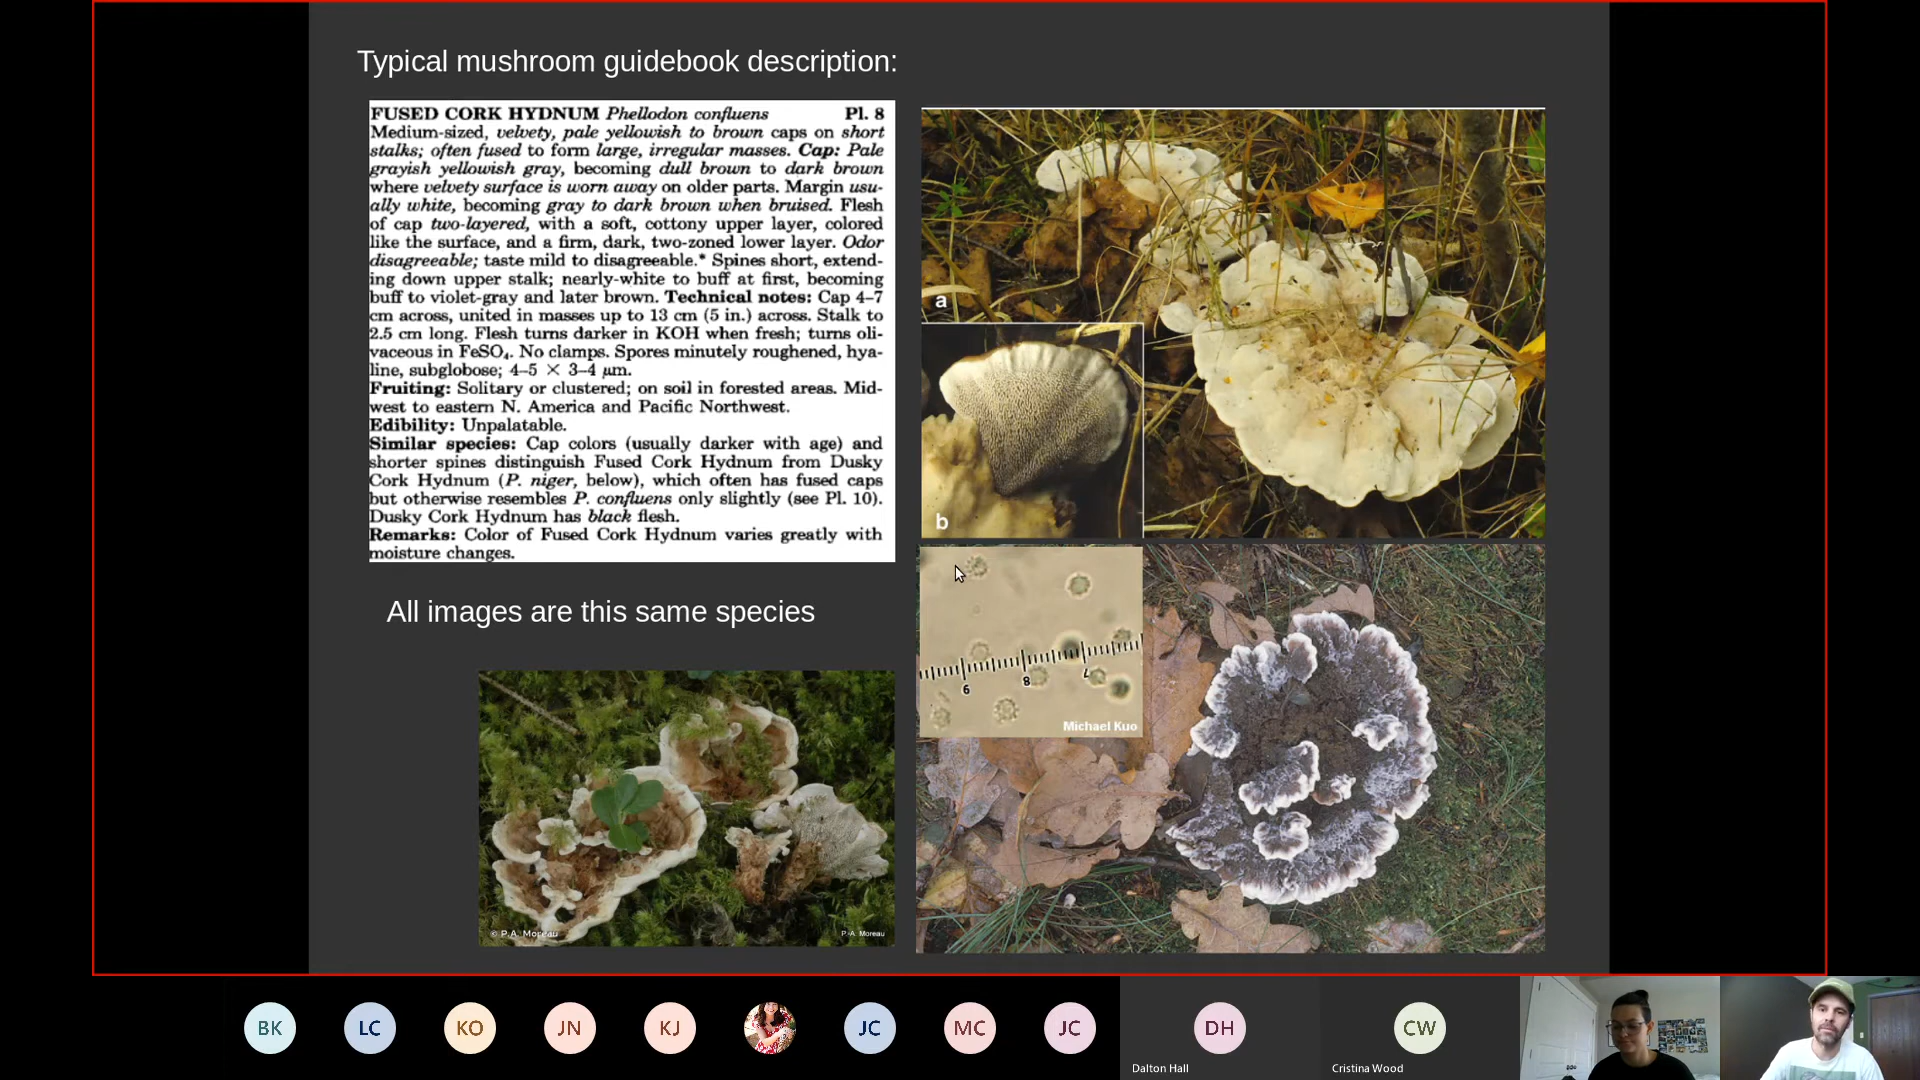 Typical mushroom guidebook description:
FUSED CORK HYDNUM Phellodon confluens Pl. 8
Medium-sized, velvety, pale yellowish to brown caps on short
stalks; often fused to form large, irregular masses. Cap: Pale
grayish yellowish gray, becoming dull brown to dark brown
where velvety surface is worn away on older parts. Margin usu-
ally white, becoming gray to dark brown when bruised. Flesh
of cap two-layered, with a soft, cottony upper layer, colored
like the surface, and a firm, dark, two-zoned lower layer. Odor
disagreeable; taste mild to disagreeable.* Spines short, extend-
ing down upper stalk; nearly-white to buff at first, becoming
buff to violet-gray and later brown. Technical notes: Cap 4–7
cm across, united in masses up to 13 cm (5 in.) across. Stalk to
2.5 cm long. Flesh turns darker in KOH when fresh; turns oli-
vaceous in FeSO₄. No clamps. Spores minutely roughened, hya-
line, subglobose; 4–5 × 3–4 μm.
Fruiting: Solitary or clustered; on soil in forested areas. Mid-
west to eastern N. America and Pacific Northwest.
Edibility: Unpalatable.
Similar species: Cap colors (usually darker with age) and
shorter spines distinguish Fused Cork Hydnum from Dusky
Cork Hydnum (P. niger, below), which often has fused caps
but otherwise resembles P. confluens only slightly (see Pl. 10).
Dusky Cork Hydnum has black flesh.
Remarks: Color of Fused Cork Hydnum varies greatly with
moisture changes.
a
b
All images are this same species
9 8 7
Michael Kuo
© P.A. Moreau
P.A. Moreau
BK
LC
KO
JN
KJ
JC
MC
JC
DH
CW
Dalton Hall
Cristina Wood